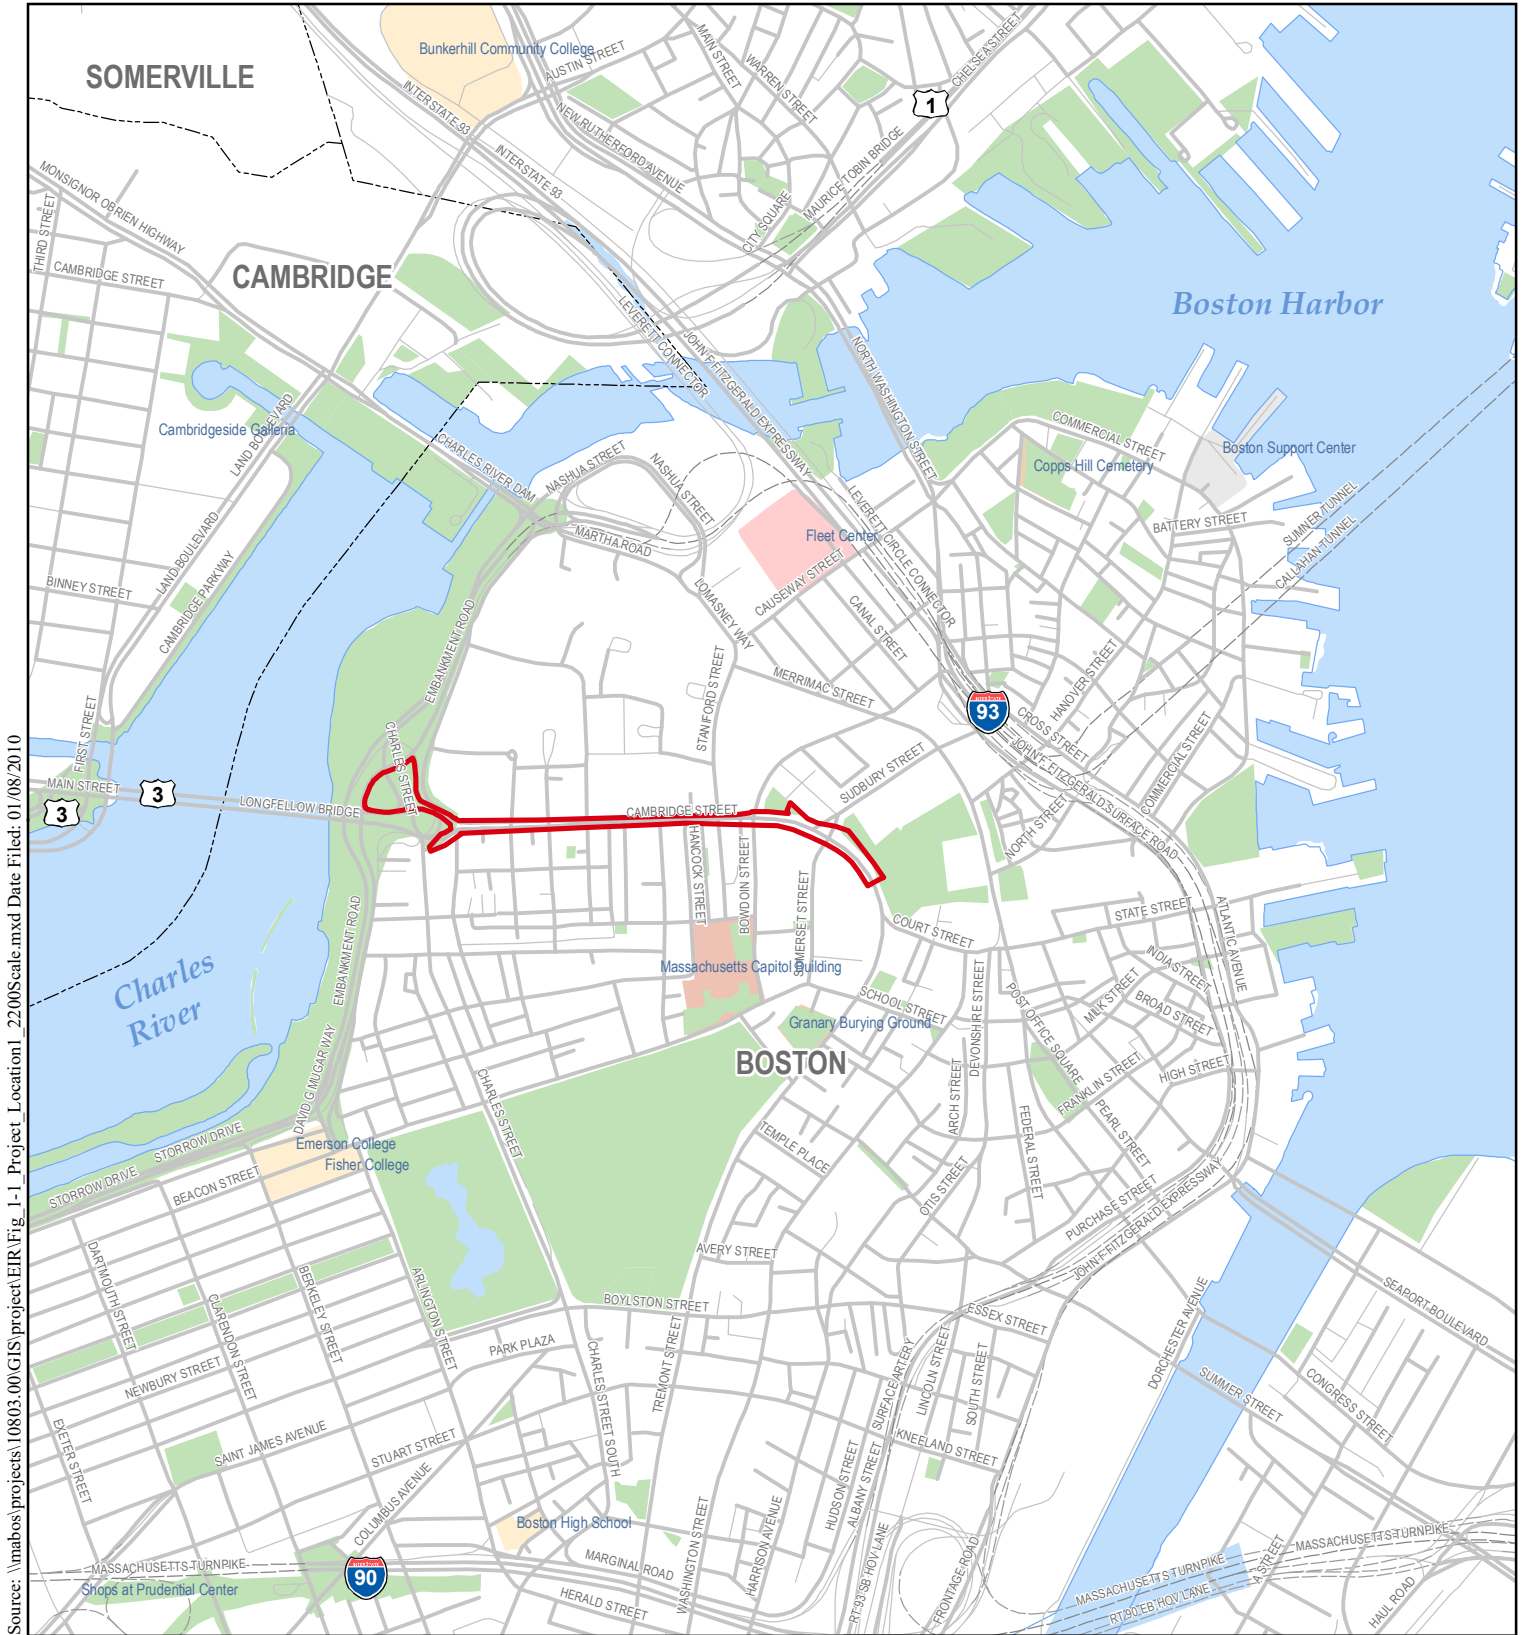 SOMERVILLE
Bunkerhill Community College
AUSTIN STREET
MAIN STREET
WARREN STREET
CHELSEA STREET
1
INTERSTATE 93
NEW RUTHERFORD AVENUE
INTERSTATE 93
MAURICE TOBIN BRIDGE
CITY SQUARE
MONSIGNOR OBRIEN HIGHWAY
THIRD STREET
CAMBRIDGE STREET
CAMBRIDGE
Boston Harbor
LEVERETT CONNECTOR
JOHN F FITZGERALD EXPRESSWAY
NORTH WASHINGTON STREET
Cambridgeside Galleria
LAND BOULEVARD
CHARLES RIVER DAM
NASHUA STREET
NASHUA STREET
COMMERCIAL STREET
Copps Hill Cemetery
Boston Support Center
MARTHA ROAD
Fleet Center
LEVERETT CIRCLE CONNECTOR
BATTERY STREET
SUMNER TUNNEL
CALLAHAN TUNNEL
LAND BOULEVARD
CAMBRIDGE PARKWAY
BINNEY STREET
LOMASNEY WAY
CAUSEWAY STREET
CANAL STREET
EMBANKMENT ROAD
STANIFORD STREET
MERRIMAC STREET
HANOVER STREET
93
CROSS STREET
JOHN F FITZGERALD SURFACE ROAD
COMMERCIAL STREET
FIRST STREET
CHARLES STREET
SUDBURY STREET
MAIN STREET
3
3
LONGFELLOW BRIDGE
CAMBRIDGE STREET
NORTH STREET
HANCOCK STREET
BOWDOIN STREET
SOMERSET STREET
COURT STREET
STATE STREET
ATLANTIC AVENUE
EMBANKMENT ROAD
Massachusetts Capitol Building
INDIA STREET
Charles
River
SCHOOL STREET
DEVONSHIRE STREET
POST OFFICE SQUARE
MILK STREET
BROAD STREET
Granary Burying Ground
BOSTON
DAVID G MUGAR WAY
CHARLES STREET
ARCH STREET
FRANKLIN STREET
HIGH STREET
STORROW DRIVE
STORROW DRIVE
Emerson College
Fisher College
BEACON STREET
TEMPLE PLACE
FEDERAL STREET
PEARL STREET
OTIS STREET
PURCHASE STREET
JOHN F FITZGERALD EXPRESSWAY
AVERY STREET
DARTMOUTH STREET
CLARENDON STREET
BERKELEY STREET
ARLINGTON STREET
BOYLSTON STREET
ESSEX STREET
DORCHESTER AVENUE
SEAPORT BOULEVARD
PARK PLAZA
CHARLES STREET SOUTH
TREMONT STREET
SURFACE ARTERY
LINCOLN STREET
SOUTH STREET
SUMMER STREET
CONGRESS STREET
NEWBURY STREET
EXETER STREET
SAINT JAMES AVENUE
STUART STREET
COLUMBUS AVENUE
KNEELAND STREET
HUDSON STREET
ALBANY STREET
Boston High School
WASHINGTON STREET
HARRISON AVENUE
MARGINAL ROAD
HERALD STREET
RT 93 SB HOV LANE
FRONTAGE ROAD
MASSACHUSETTS TURNPIKE
Shops at Prudential Center
90
MASSACHUSETTS TURNPIKE
RT 90 EB HOV LANE
A STREET
MASSACHUSETTS TURNPIKE
HAUL ROAD
Source: \\mabos\projects\10803.00\GIS\project\EIR\Fig_1-1_Project_Location1_2200Scale.mxd Date Filed: 01/08/2010